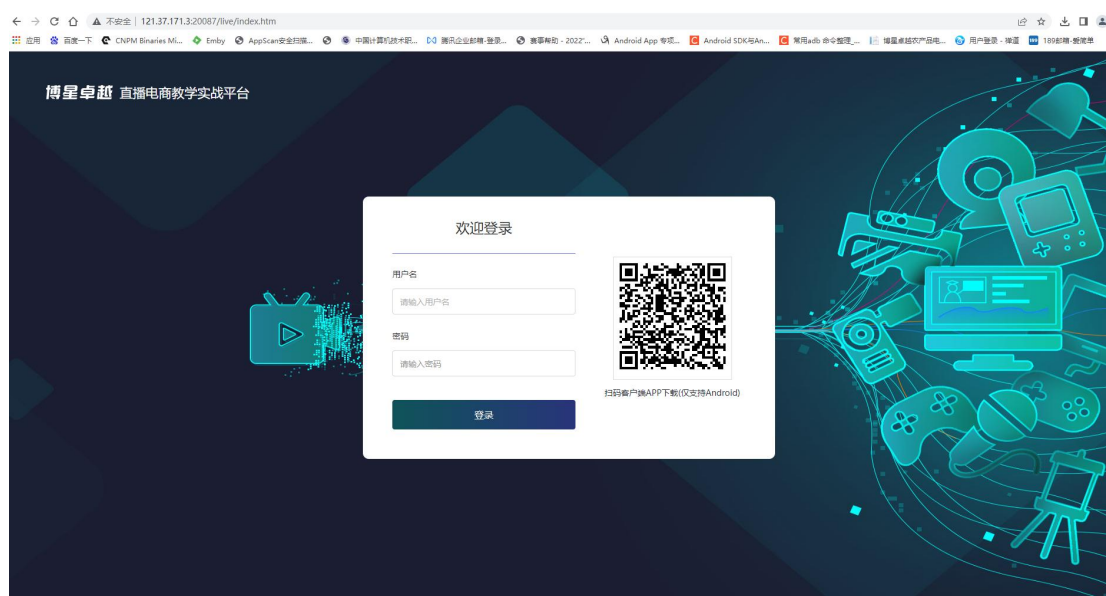 不安全 | 121.37.171.3:20087/live/index.htm
应用 百度一下 CNPM Binaries Mi... Emby AppScan安全扫描... 中国计算机技术职... 腾讯企业邮箱-登录... 赛事帮助 - 2022'... Android App 专项... Android SDK与An... 常用adb 命令整理_... 博星卓越农产品电... 用户登录 - 禅道 189邮箱-爱简单
博星卓越 直播电商教学实战平台
欢迎登录
用户名
请输入用户名
密码
请输入密码
登录
扫码客户端APP下载(仅支持Android)